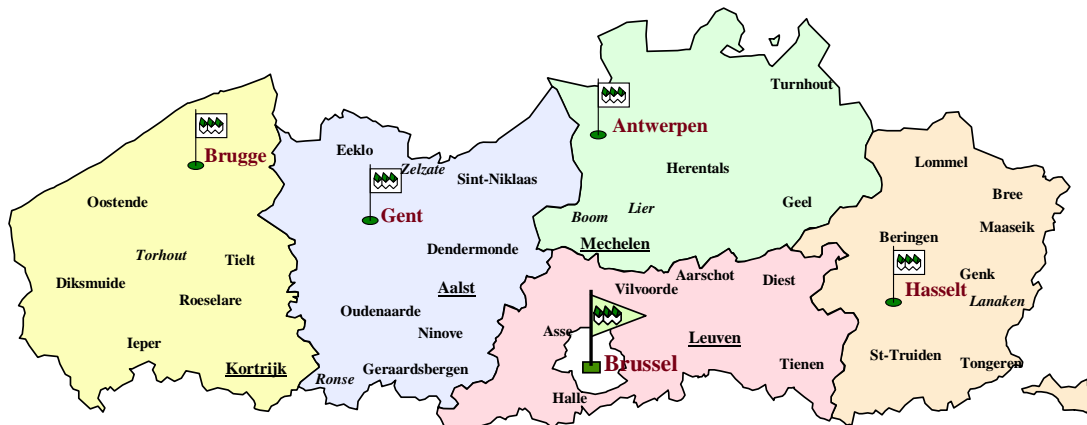 Turnhout
Antwerpen
Brugge
Eeklo
Zelzate
Lommel
Herentals
Sint-Niklaas
Bree
Oostende
Geel
Lier
Boom
Gent
Maaseik
Beringen
Mechelen
Dendermonde
Torhout
Tielt
Aarschot
Genk
Diest
Diksmuide
Vilvoorde
Aalst
Hasselt
Lanaken
Roeselare
Oudenaarde
Ninove
Asse
Leuven
Ieper
St-Truiden
Brussel
Tienen
Tongeren
Kortrijk
Geraardsbergen
Ronse
Halle